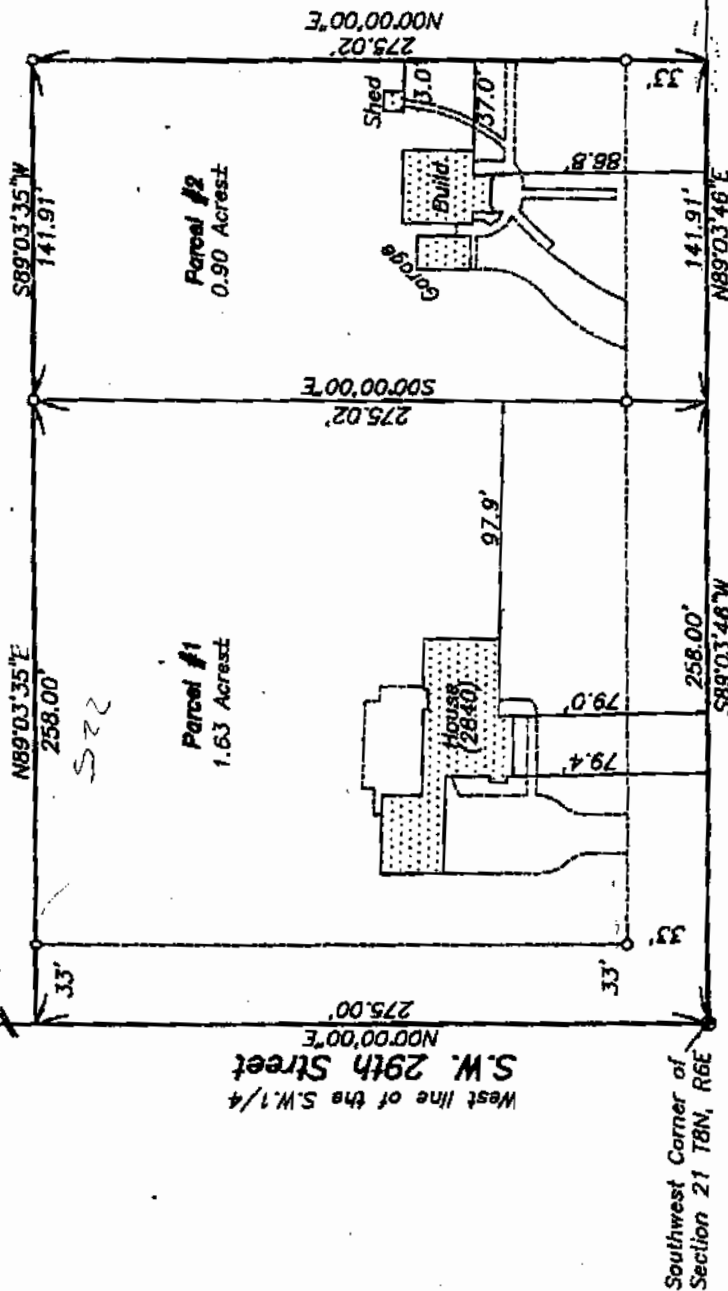 N89°03'35"E
258.00'
S89°03'35"W
141.91'
275.02'
N00°00'00"E
522
Parcel #1
1.63 Acres±
Parcel #2
0.90 Acres±
S00°00'00"E
275.02'
Shed
3.0'
37.0'
Build.
Garage
86.8'
97.9'
House
(2840)
79.0'
79.4'
33'
33'
33'
33'
275.00'
N00°00'00"E
S.W. 29th Street
West line of the S.W.1/4
258.00'
S89°03'46"W
141.91'
N89°03'46"E
Southwest Corner of
Section 21 T8N, R6E